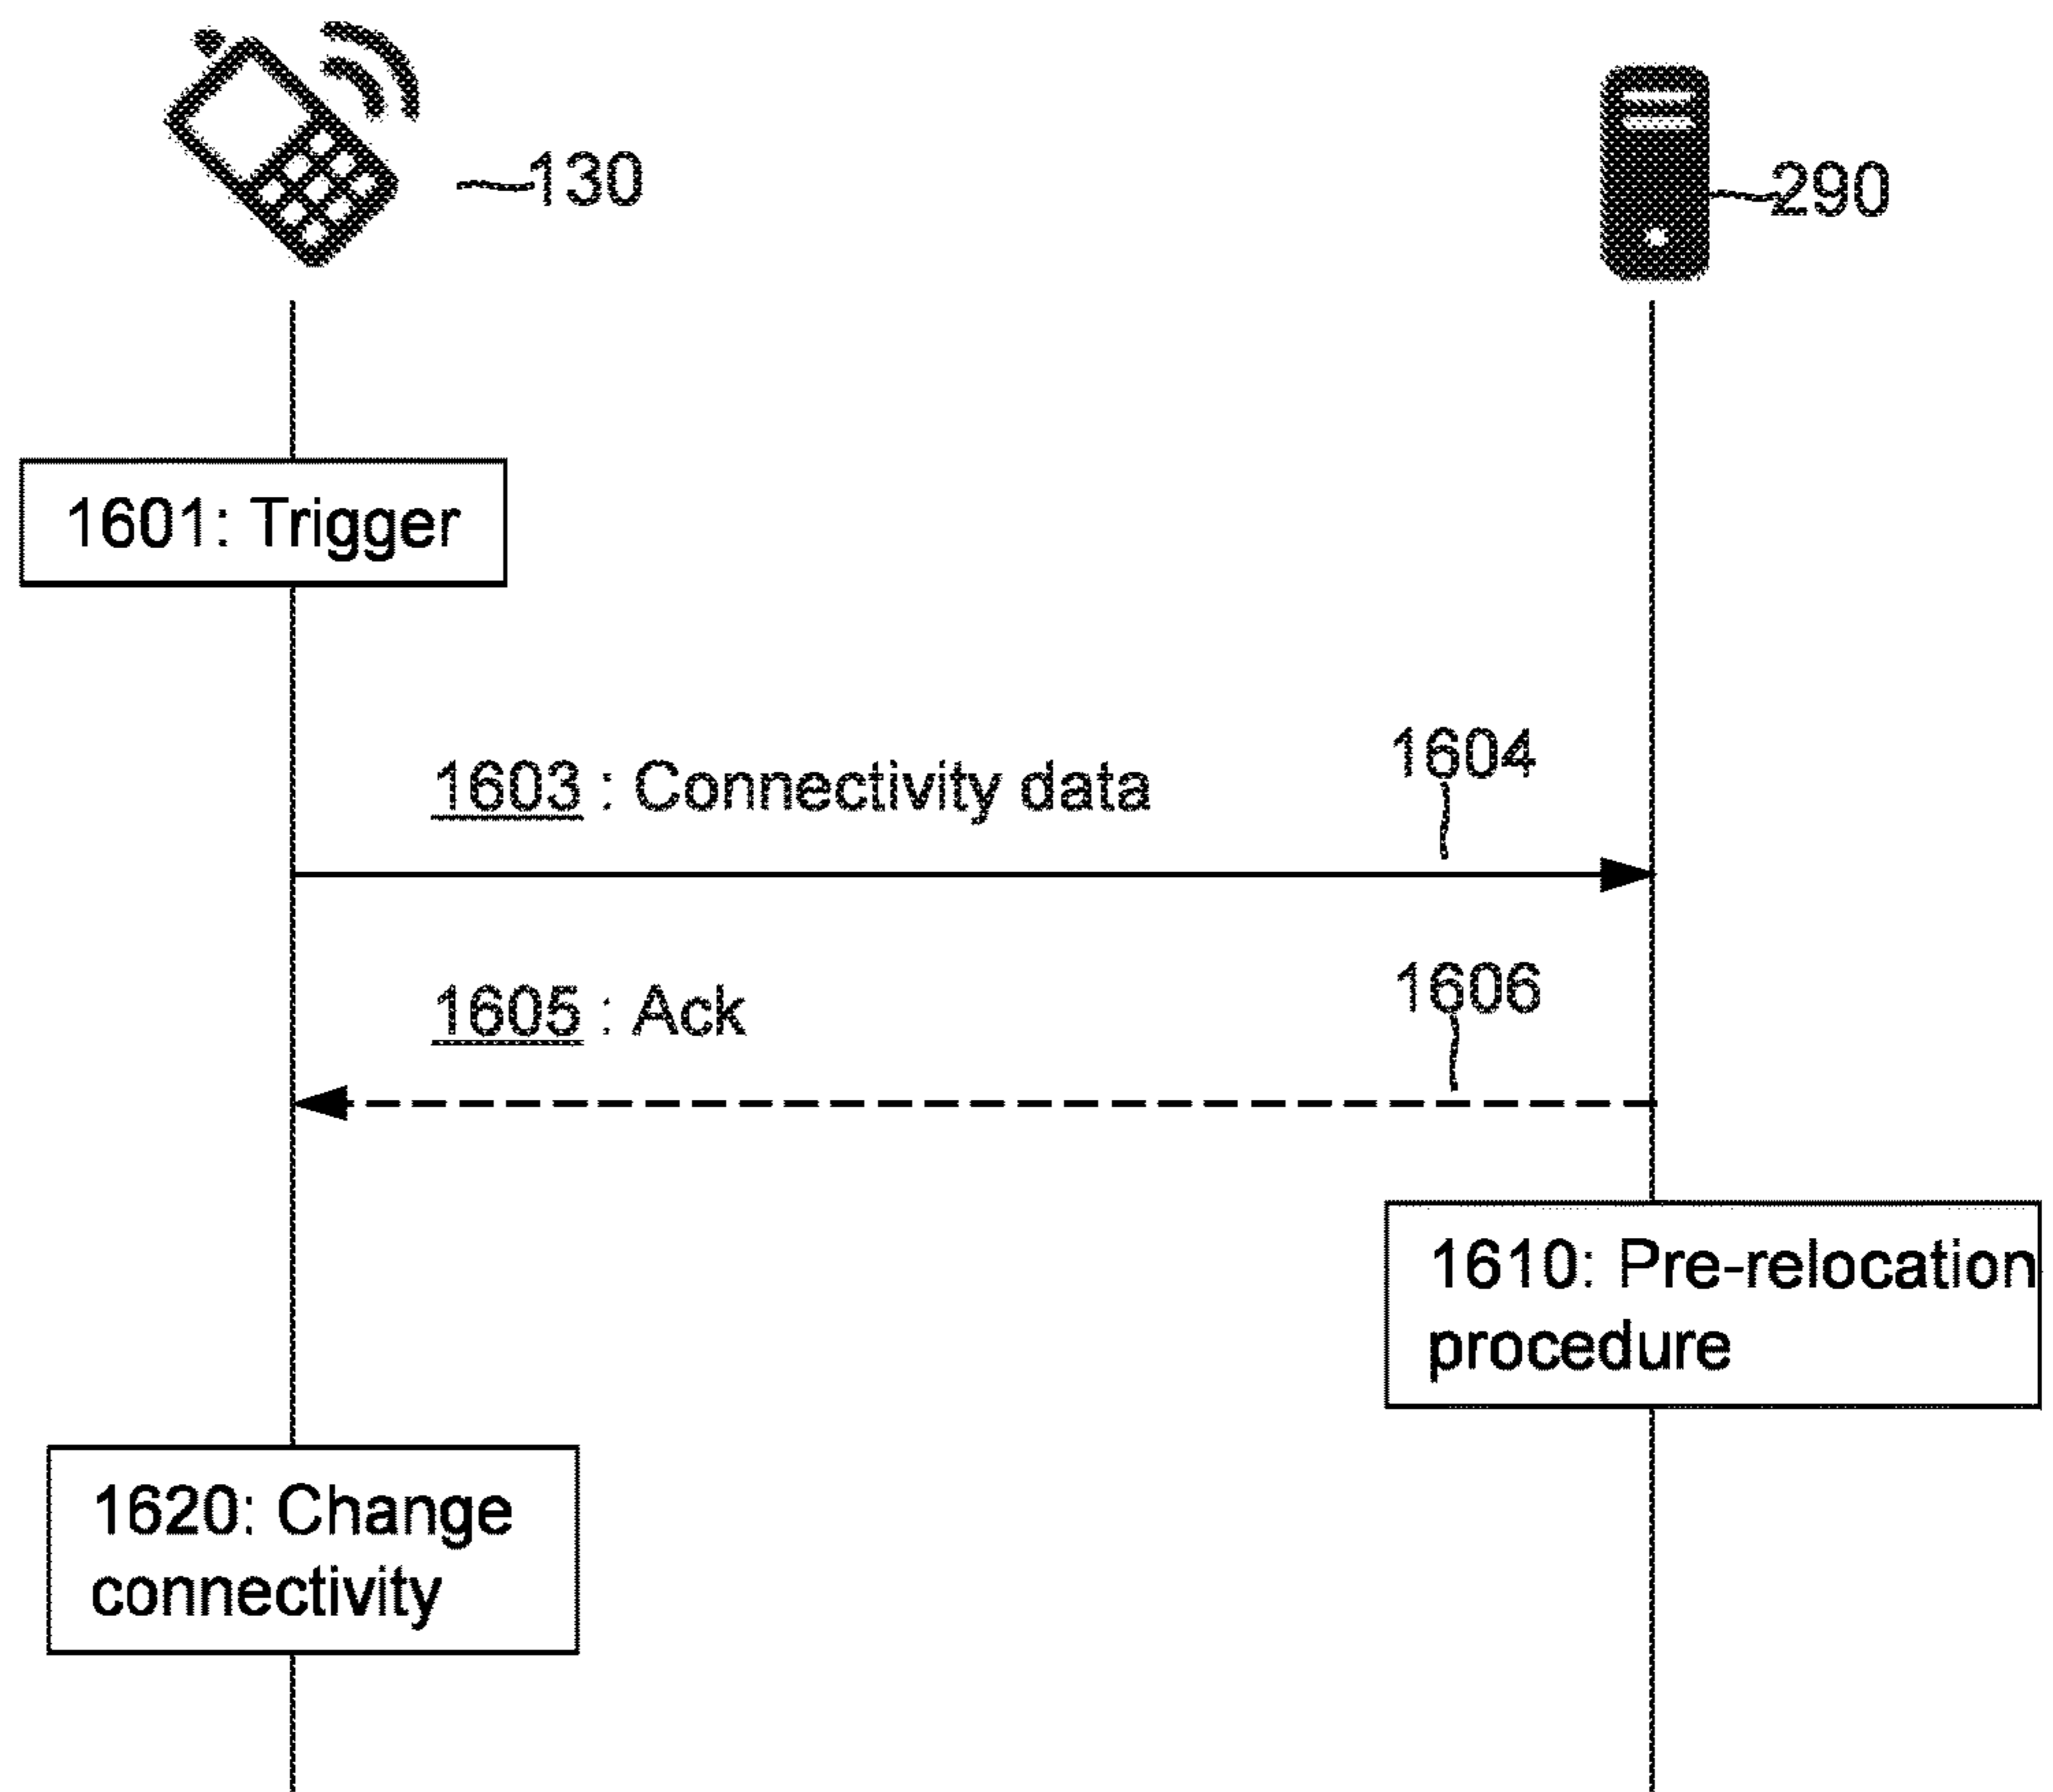 130
290
1601: Trigger
1604
1603 : Connectivity data
1606
1605 : Ack
1610: Pre-relocation
procedure
1620: Change
connectivity